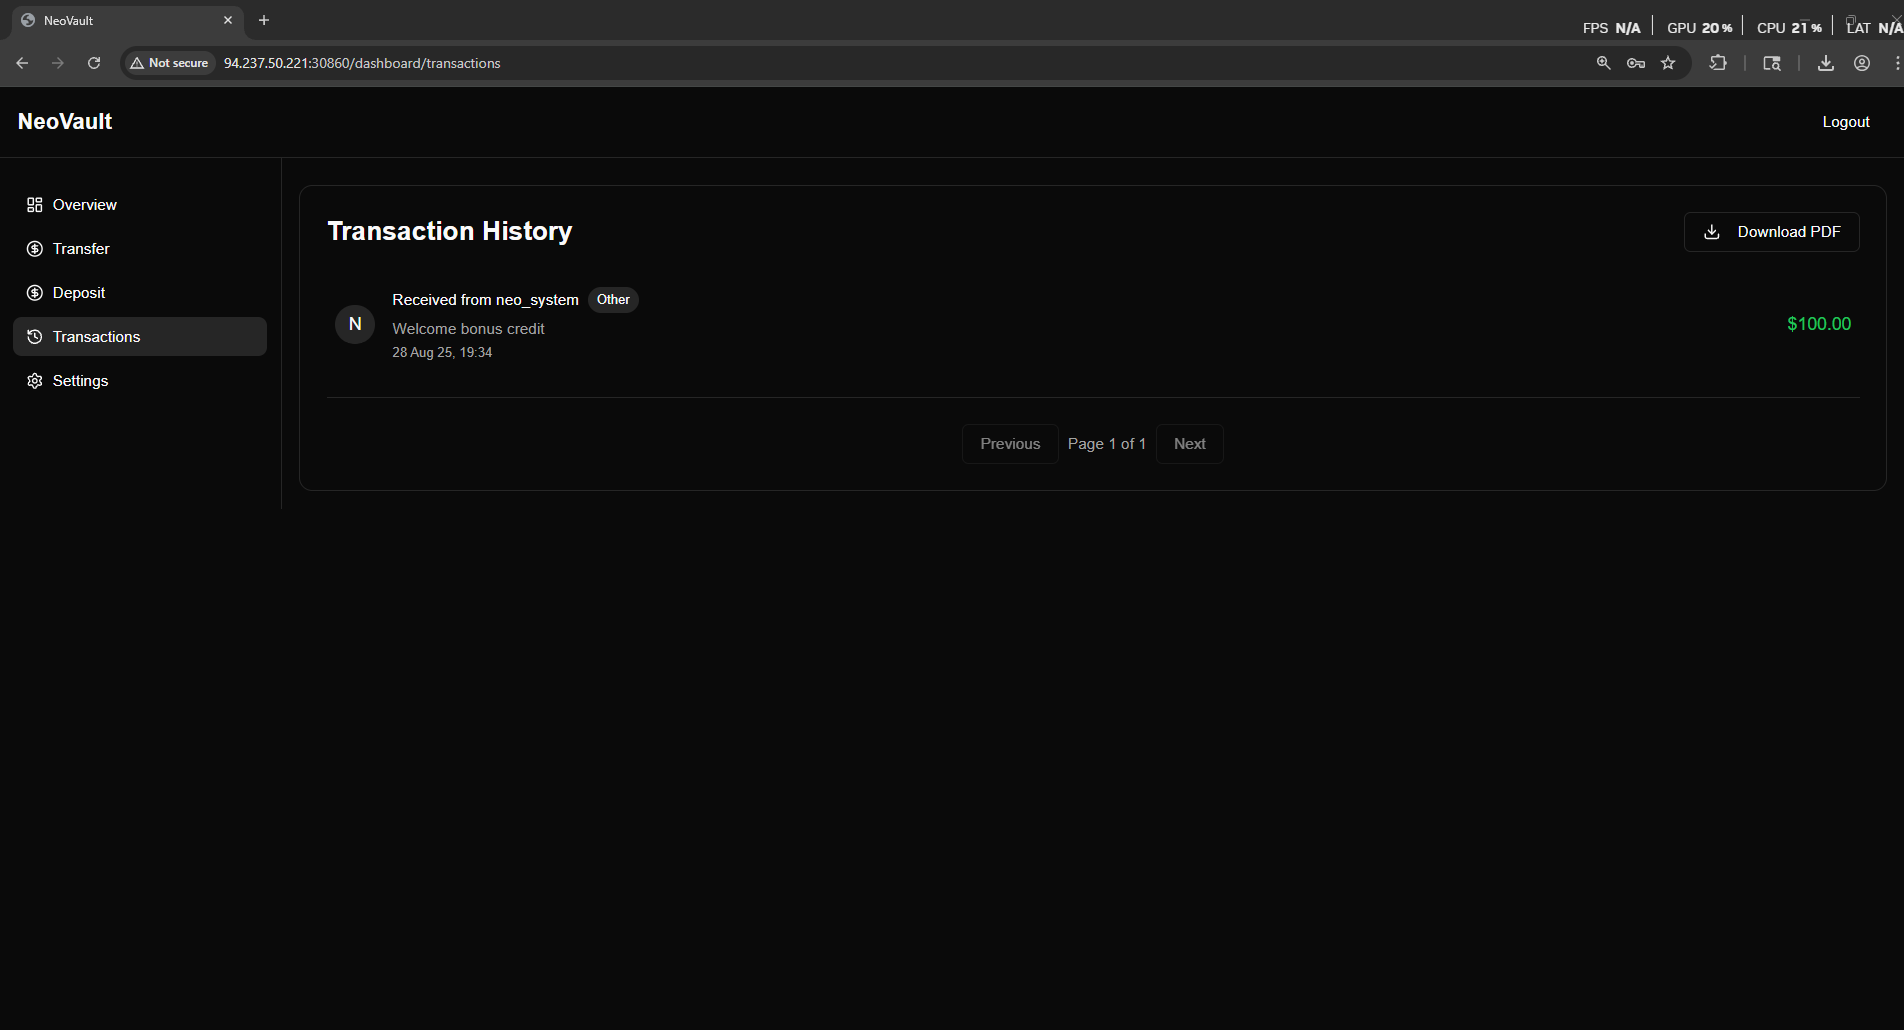 NeoVault
FPS N/A GPU 20% CPU 21% LAT N/A
Not secure 94.237.50.221:30860/dashboard/transactions
NeoVault
Logout
Overview
Transfer
Deposit
Transactions
Settings
Transaction History
Download PDF
N
Received from neo_system Other
Welcome bonus credit
28 Aug 25, 19:34
$100.00
Previous Page 1 of 1 Next